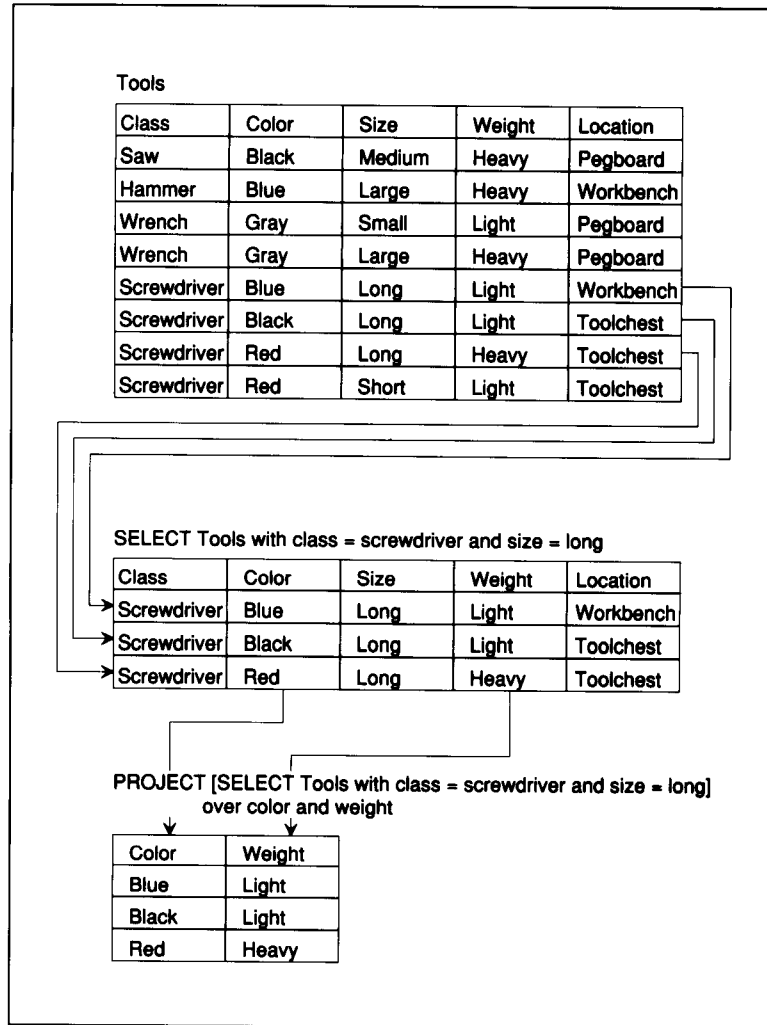 Tools
Class Color Size Weight Location
Saw Black Medium Heavy Pegboard
Hammer Blue Large Heavy Workbench
Wrench Gray Small Light Pegboard
Wrench Gray Large Heavy Pegboard
Screwdriver Blue Long Light Workbench
Screwdriver Black Long Light Toolchest
Screwdriver Red Long Heavy Toolchest
Screwdriver Red Short Light Toolchest
SELECT Tools with class = screwdriver and size = long
Class Color Size Weight Location
Screwdriver Blue Long Light Workbench
Screwdriver Black Long Light Toolchest
Screwdriver Red Long Heavy Toolchest
PROJECT [SELECT Tools with class = screwdriver and size = long]
over color and weight
Color Weight
Blue Light
Black Light
Red Heavy